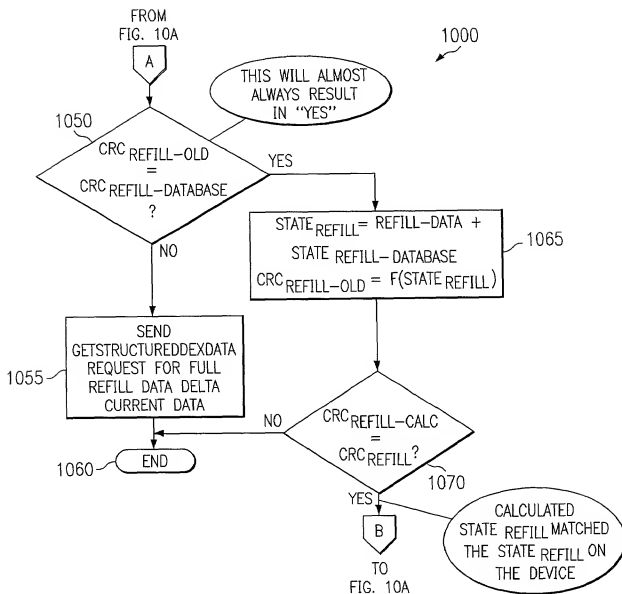 FROM
FIG. 10A
A
1000
THIS WILL ALMOST
ALWAYS RESULT
IN "YES"
1050
CRC REFILL-OLD
=
CRC REFILL-DATABASE
?
YES
NO
STATE REFILL = REFILL-DATA +
STATE REFILL-DATABASE
CRC REFILL-OLD = F(STATE REFILL)
1065
SEND
GETSTRUCTUREDDEXDATA
REQUEST FOR FULL
REFILL DATA DELTA
CURRENT DATA
1055
NO
CRC REFILL-CALC
=
CRC REFILL?
1070
1060
END
YES
B
TO
FIG. 10A
CALCULATED
STATE REFILL MATCHED
THE STATE REFILL ON
THE DEVICE